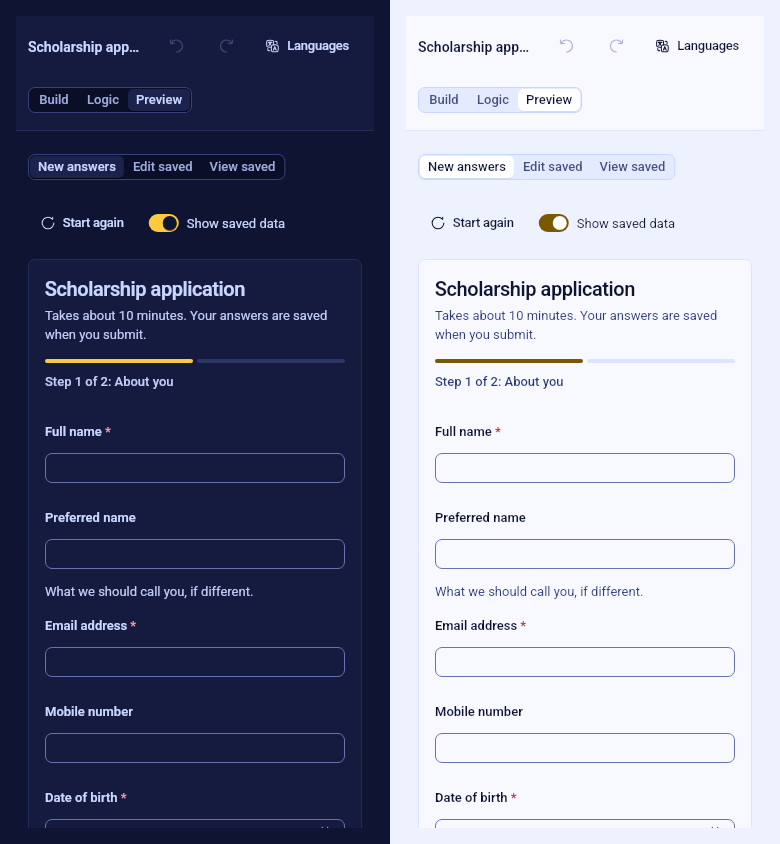 Scholarship app…
Languages
Build Logic Preview
New answers Edit saved View saved
Start again Show saved data
Scholarship application
Takes about 10 minutes. Your answers are saved
when you submit.
Step 1 of 2: About you
Full name *
Preferred name
What we should call you, if different.
Email address *
Mobile number
Date of birth *
Scholarship app…
Languages
Build Logic Preview
New answers Edit saved View saved
Start again Show saved data
Scholarship application
Takes about 10 minutes. Your answers are saved
when you submit.
Step 1 of 2: About you
Full name *
Preferred name
What we should call you, if different.
Email address *
Mobile number
Date of birth *